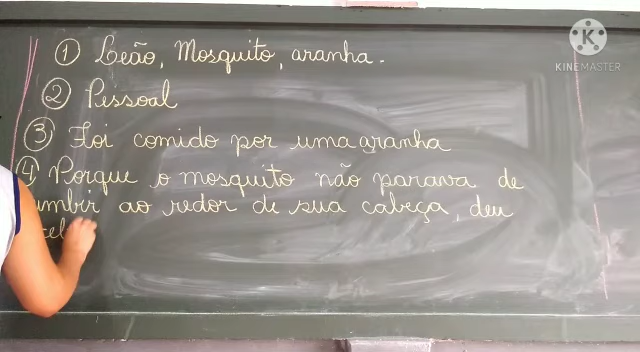 ① Leão, Mosquito, aranha.
② Pessoal
③ Foi comido por uma aranha
④ Porque o mosquito não parava de
umbir ao redor de sua cabeça, deu
K
KINEMASTER